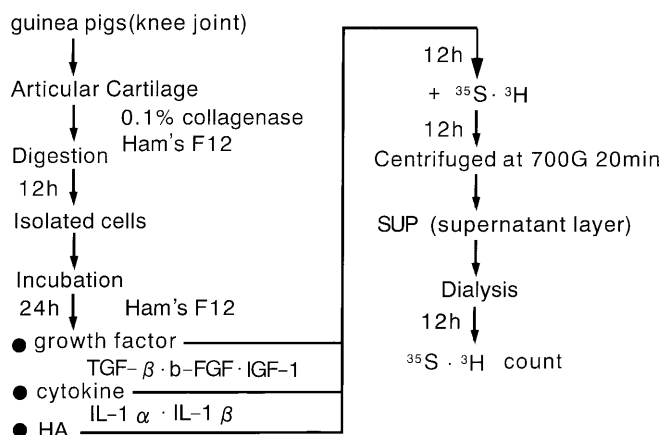 guinea pigs(knee joint)
Articular Cartilage
0.1% collagenase
Ham's F12
Digestion
12h
Isolated cells
Incubation
24h
Ham's F12
● growth factor
TGF-β・b-FGF・IGF-1
● cytokine
IL-1 α・IL-1 β
● HA
12h
+ ³⁵S・³H
12h
Centrifuged at 700G 20min
SUP (supernatant layer)
Dialysis
12h
³⁵S・³H count